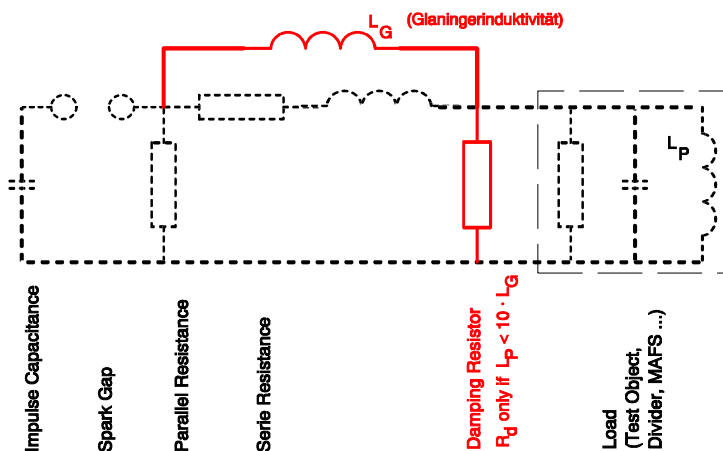 L_G (Glaningerinduktivität)
L_P
Impulse Capacitance
Spark Gap
Parallel Resistance
Serie Resistance
Damping Resistor
R_d only if L_P < 10 · L_G
Load
(Test Object,
Divider, MAFS ...)